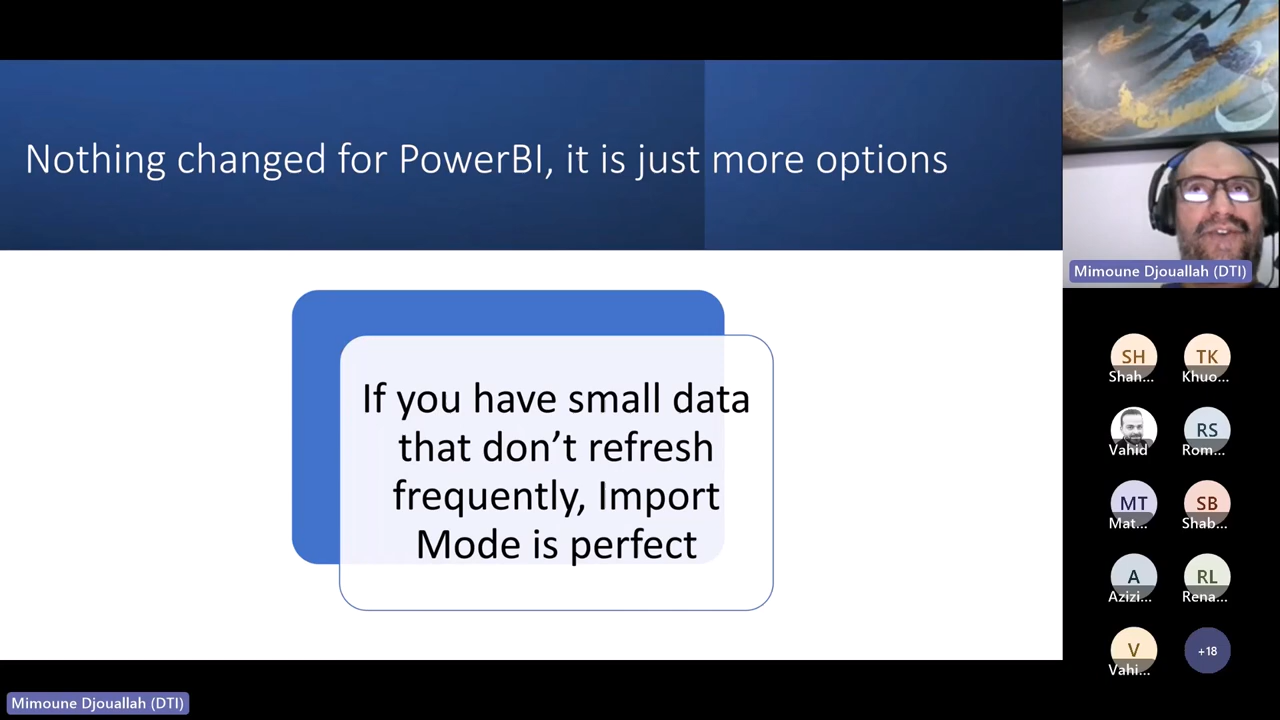 Nothing changed for PowerBI, it is just more options
If you have small data
that don’t refresh
frequently, Import
Mode is perfect
Mimoune Djouallah (DTI)
SH
Shah...
TK
Khuo...
Vahid
RS
Rom...
MT
Mat...
SB
Shab...
A
Azizi...
RL
Rena...
V
Vahi...
+18
Mimoune Djouallah (DTI)